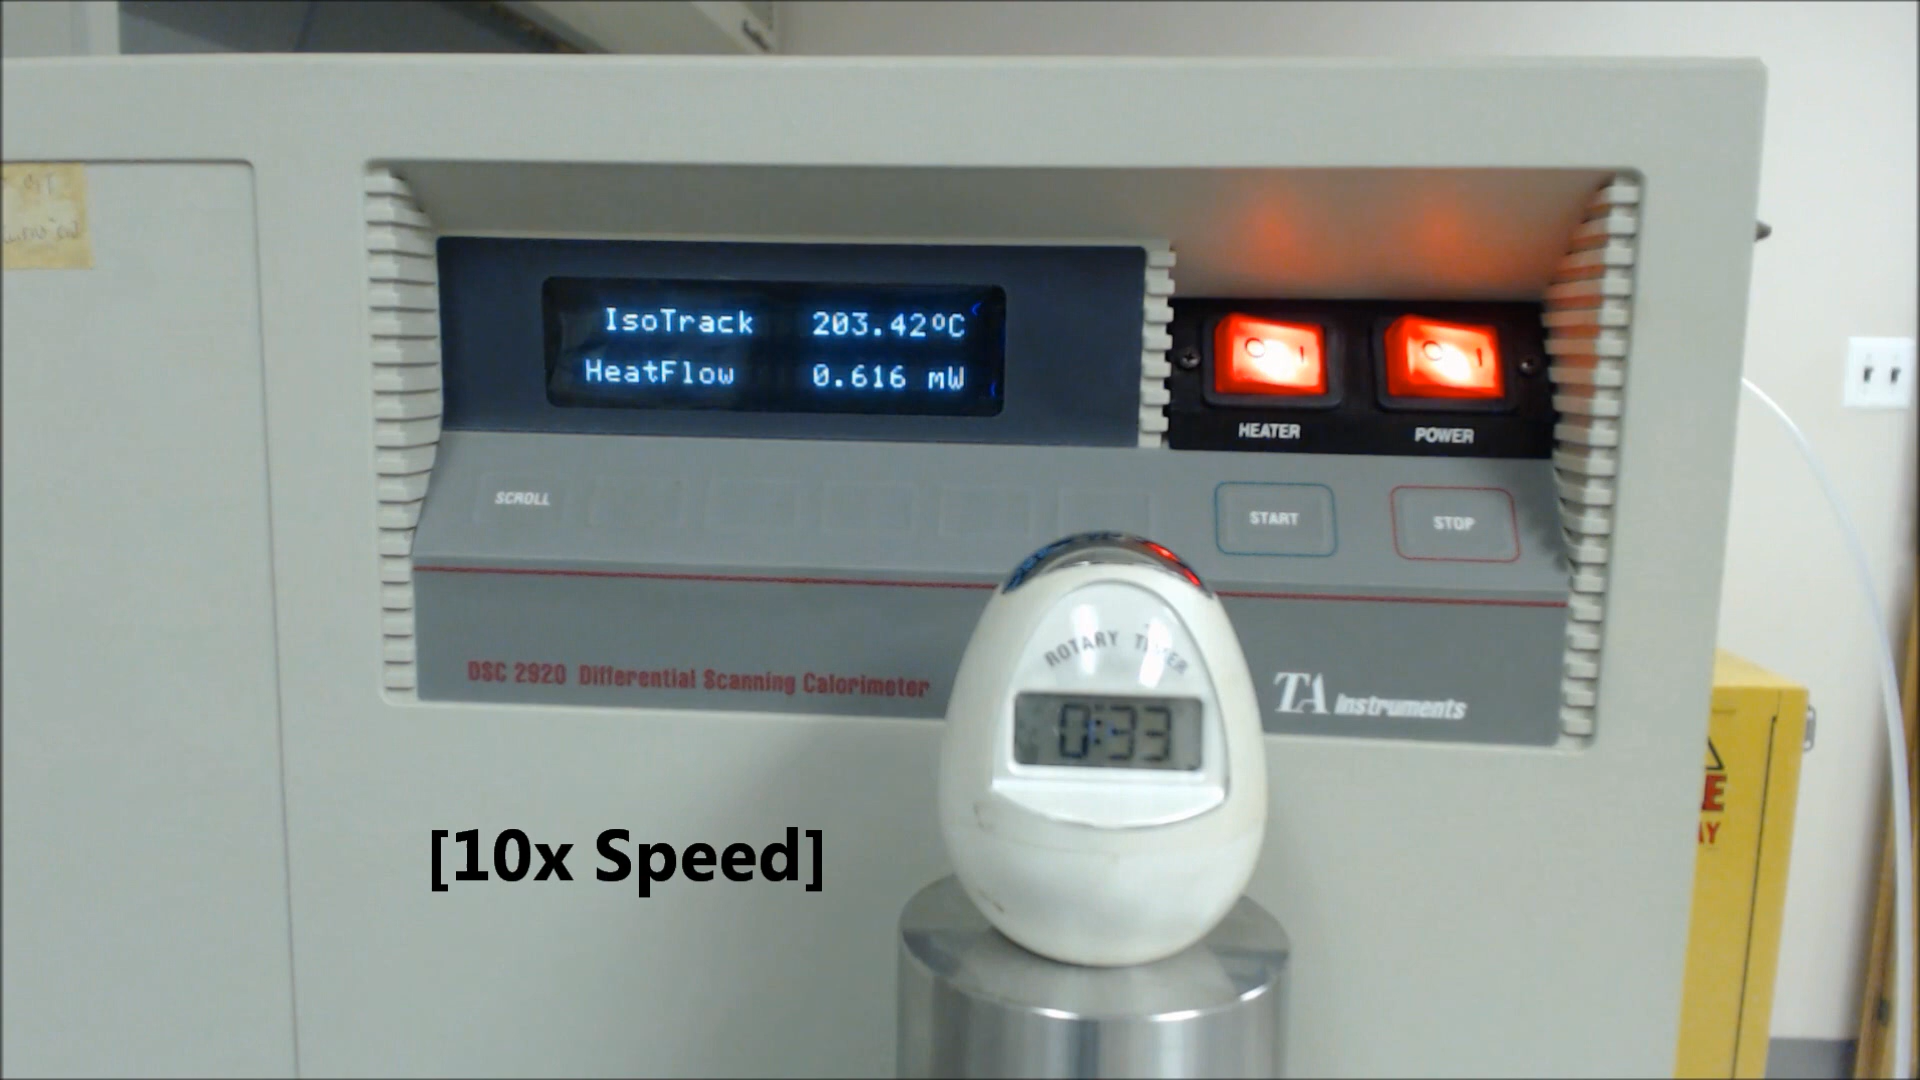 IsoTrack 203.42ºC
HeatFlow 0.616 mW
HEATER
POWER
SCROLL
START
STOP
DSC 2920 Differential Scanning Calorimeter
TA Instruments
ROTARY TIMER
0:33
[10x Speed]